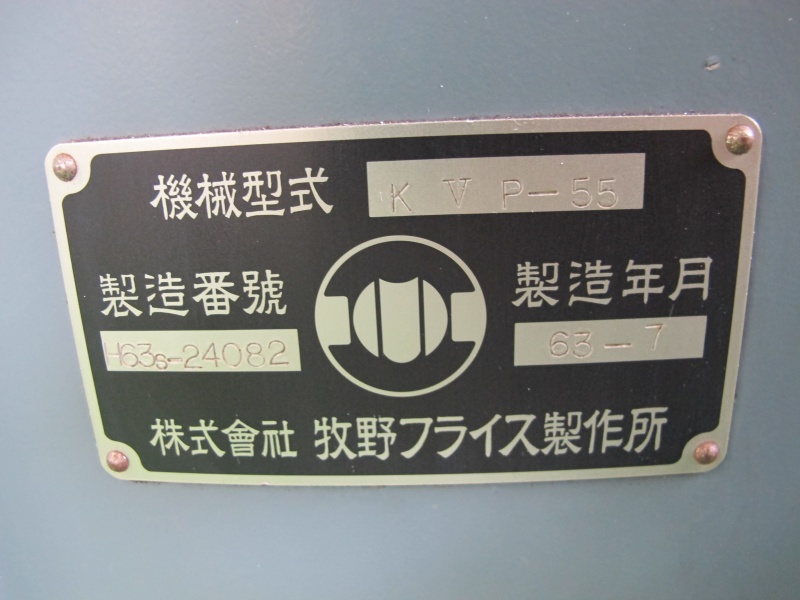 機械型式 KVP-55
製造番號
H63s-24082
製造年月
63-7
株式會社 牧野フライス製作所